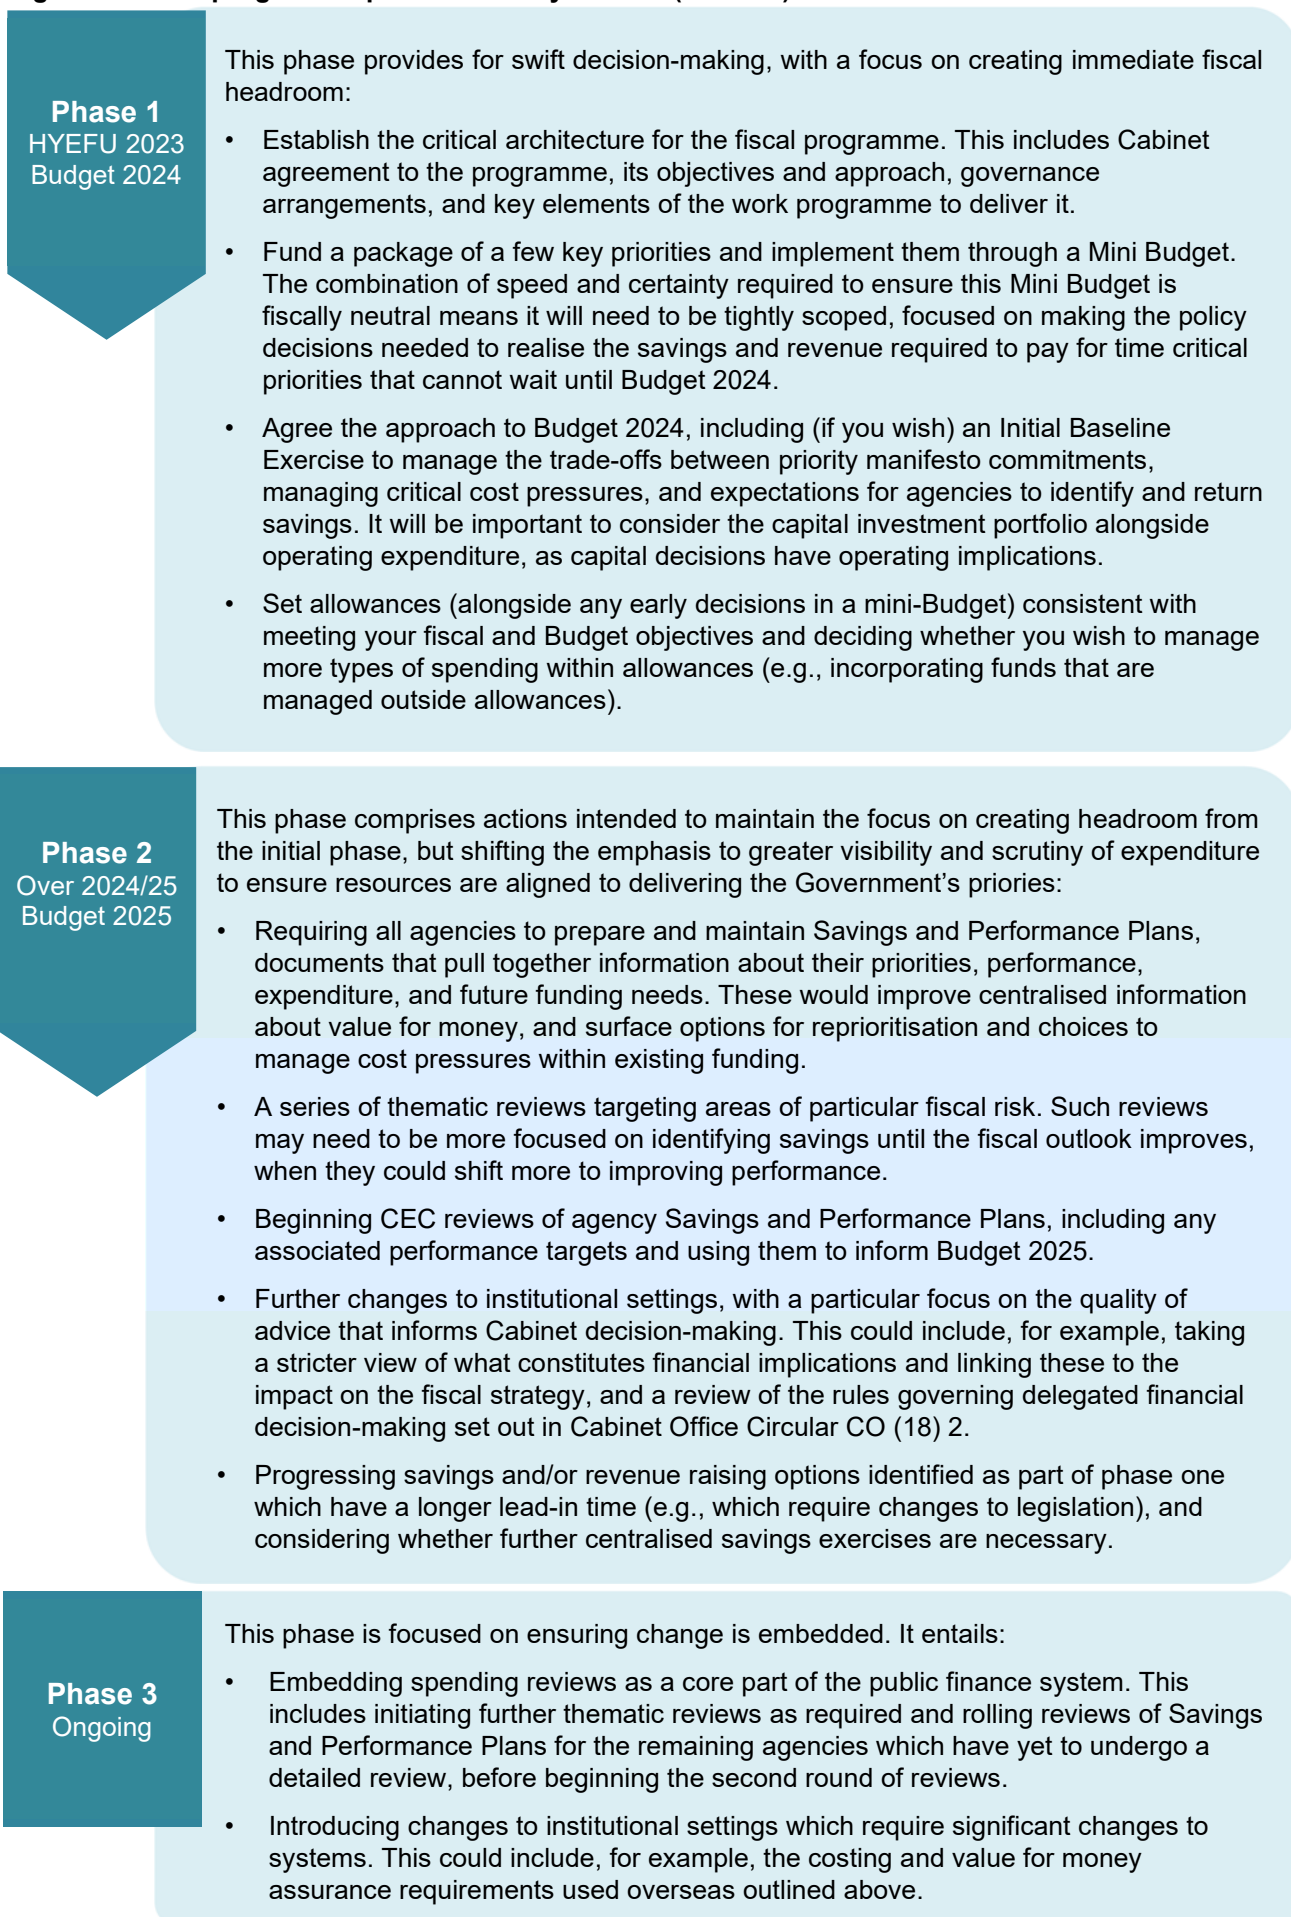 Phase 1
HYEFU 2023
Budget 2024
This phase provides for swift decision-making, with a focus on creating immediate fiscal
headroom:
• Establish the critical architecture for the fiscal programme. This includes Cabinet
agreement to the programme, its objectives and approach, governance
arrangements, and key elements of the work programme to deliver it.
• Fund a package of a few key priorities and implement them through a Mini Budget.
The combination of speed and certainty required to ensure this Mini Budget is
fiscally neutral means it will need to be tightly scoped, focused on making the policy
decisions needed to realise the savings and revenue required to pay for time critical
priorities that cannot wait until Budget 2024.
• Agree the approach to Budget 2024, including (if you wish) an Initial Baseline
Exercise to manage the trade-offs between priority manifesto commitments,
managing critical cost pressures, and expectations for agencies to identify and return
savings. It will be important to consider the capital investment portfolio alongside
operating expenditure, as capital decisions have operating implications.
• Set allowances (alongside any early decisions in a mini-Budget) consistent with
meeting your fiscal and Budget objectives and deciding whether you wish to manage
more types of spending within allowances (e.g., incorporating funds that are
managed outside allowances).
Phase 2
Over 2024/25
Budget 2025
This phase comprises actions intended to maintain the focus on creating headroom from
the initial phase, but shifting the emphasis to greater visibility and scrutiny of expenditure
to ensure resources are aligned to delivering the Government’s priories:
• Requiring all agencies to prepare and maintain Savings and Performance Plans,
documents that pull together information about their priorities, performance,
expenditure, and future funding needs. These would improve centralised information
about value for money, and surface options for reprioritisation and choices to
manage cost pressures within existing funding.
• A series of thematic reviews targeting areas of particular fiscal risk. Such reviews
may need to be more focused on identifying savings until the fiscal outlook improves,
when they could shift more to improving performance.
• Beginning CEC reviews of agency Savings and Performance Plans, including any
associated performance targets and using them to inform Budget 2025.
• Further changes to institutional settings, with a particular focus on the quality of
advice that informs Cabinet decision-making. This could include, for example, taking
a stricter view of what constitutes financial implications and linking these to the
impact on the fiscal strategy, and a review of the rules governing delegated financial
decision-making set out in Cabinet Office Circular CO (18) 2.
• Progressing savings and/or revenue raising options identified as part of phase one
which have a longer lead-in time (e.g., which require changes to legislation), and
considering whether further centralised savings exercises are necessary.
Phase 3
Ongoing
This phase is focused on ensuring change is embedded. It entails:
• Embedding spending reviews as a core part of the public finance system. This
includes initiating further thematic reviews as required and rolling reviews of Savings
and Performance Plans for the remaining agencies which have yet to undergo a
detailed review, before beginning the second round of reviews.
• Introducing changes to institutional settings which require significant changes to
systems. This could include, for example, the costing and value for money
assurance requirements used overseas outlined above.